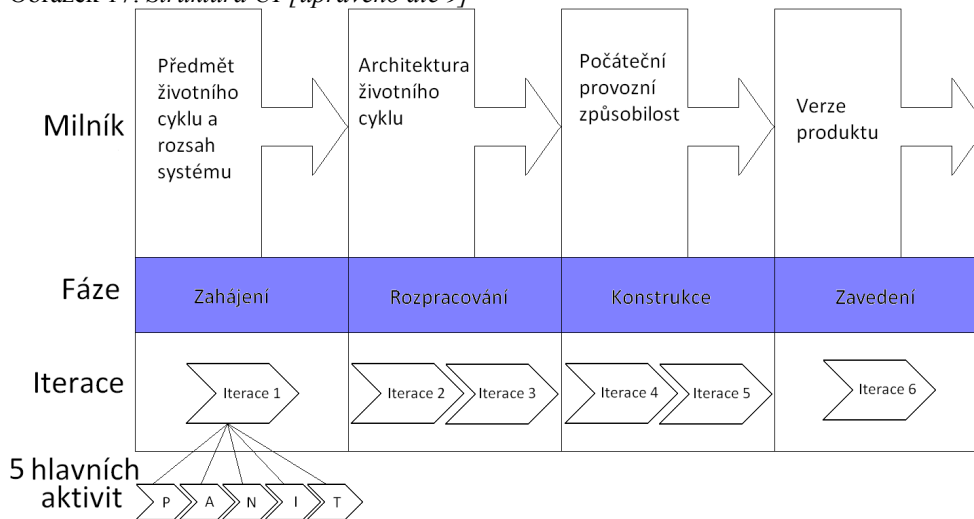 Obrázek 17: Struktura UP [upraveno dle 9]
Milník
Předmět
životního
cyklu a
rozsah
systému
Architektura
životního
cyklu
Počáteční
provozní
způsobilost
Verze
produktu
Fáze
Zahájení
Rozpracování
Konstrukce
Zavedení
Iterace
Iterace 1
Iterace 2
Iterace 3
Iterace 4
Iterace 5
Iterace 6
5 hlavních
aktivit
P
A
N
I
T